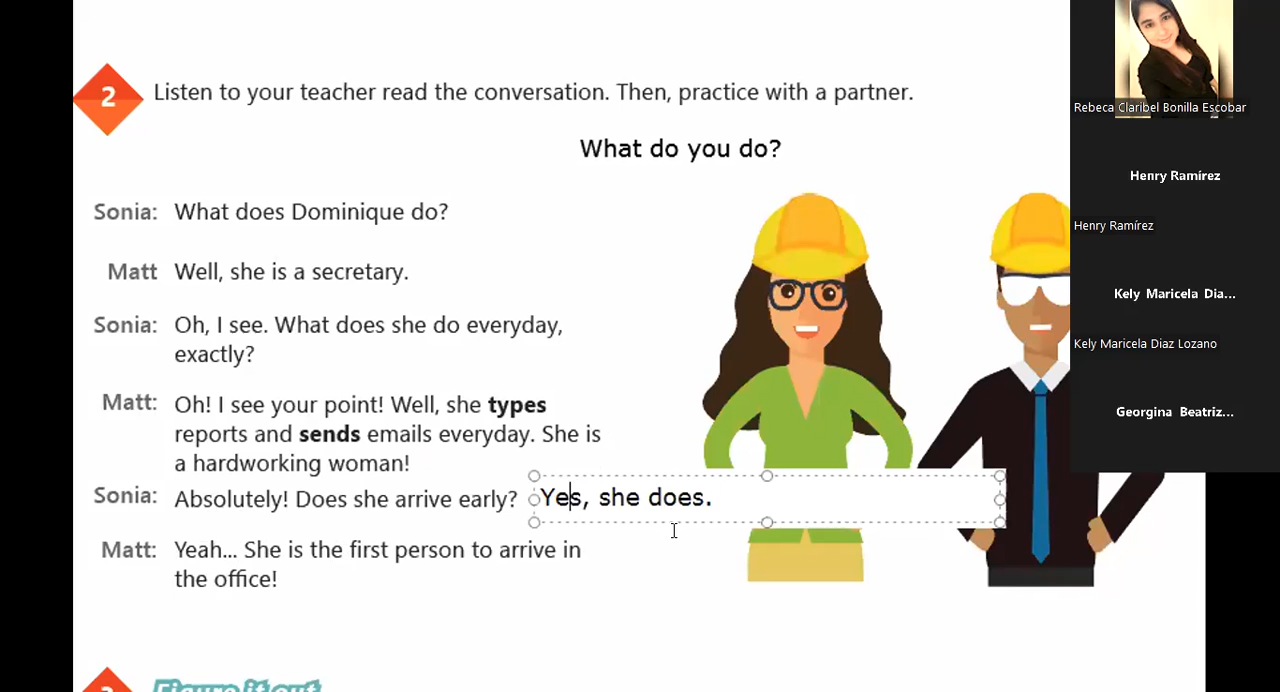 2
Listen to your teacher read the conversation. Then, practice with a partner.
What do you do?
Sonia: What does Dominique do?
Matt Well, she is a secretary.
Sonia: Oh, I see. What does she do everyday,
exactly?
Matt: Oh! I see your point! Well, she types
reports and sends emails everyday. She is
a hardworking woman!
Sonia: Absolutely! Does she arrive early? Yes, she does.
Matt: Yeah... She is the first person to arrive in
the office!
3
Figure it out
Rebeca Claribel Bonilla Escobar
Henry Ramírez
Henry Ramírez
Kely Maricela Dia...
Kely Maricela Diaz Lozano
Georgina Beatriz...